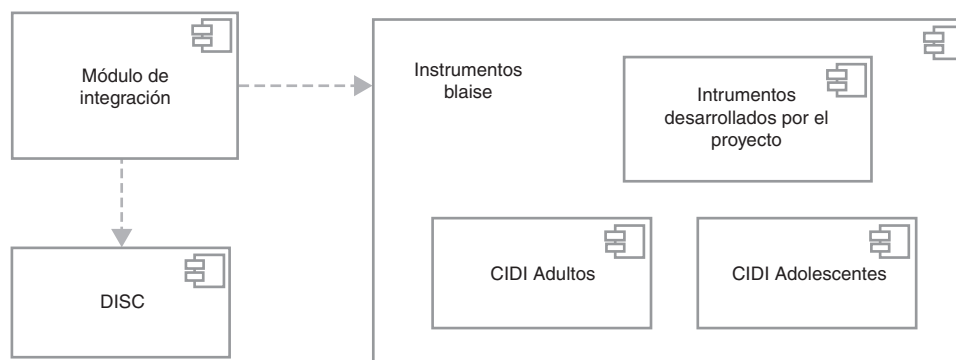 Módulo de
integración
Instrumentos
blaise
Intrumentos
desarrollados por el
proyecto
CIDI Adultos
CIDI Adolescentes
DISC